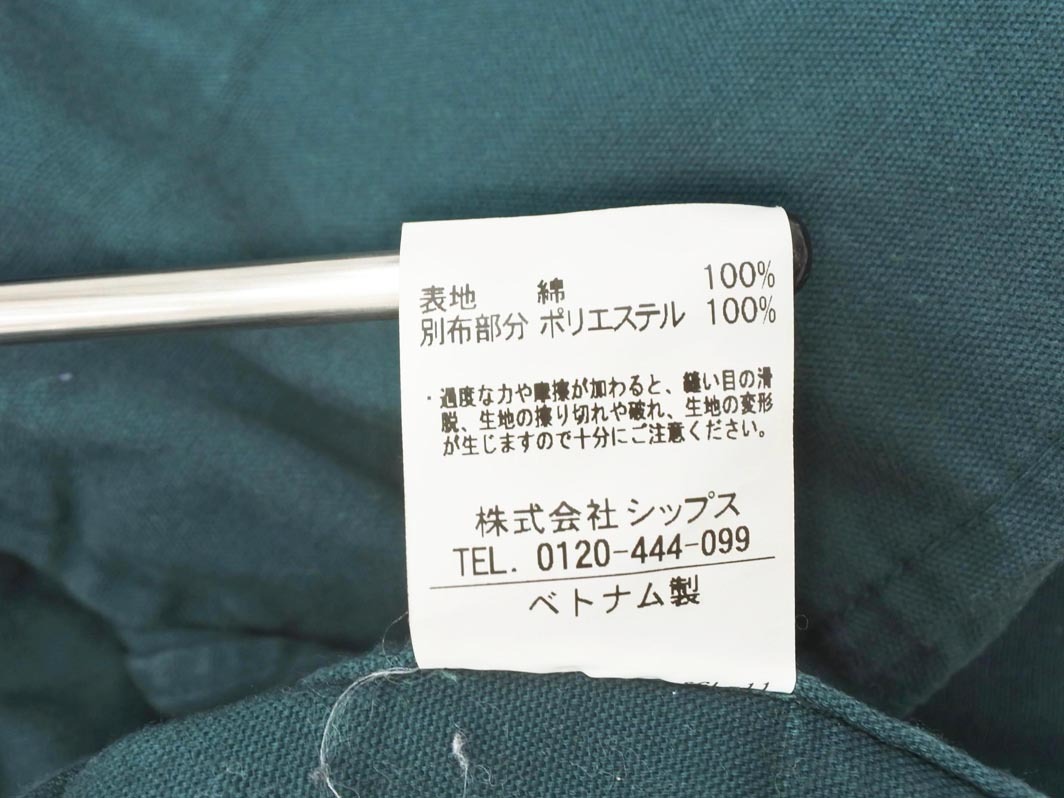 表地 綿 100%
別布部分 ポリエステル 100%
・過度な力や摩擦が加わると、縫い目の滑
脱、生地の擦り切れや破れ、生地の変形
が生じますので十分にご注意ください。
株式会社 シップス
TEL. 0120-444-099
ベトナム製